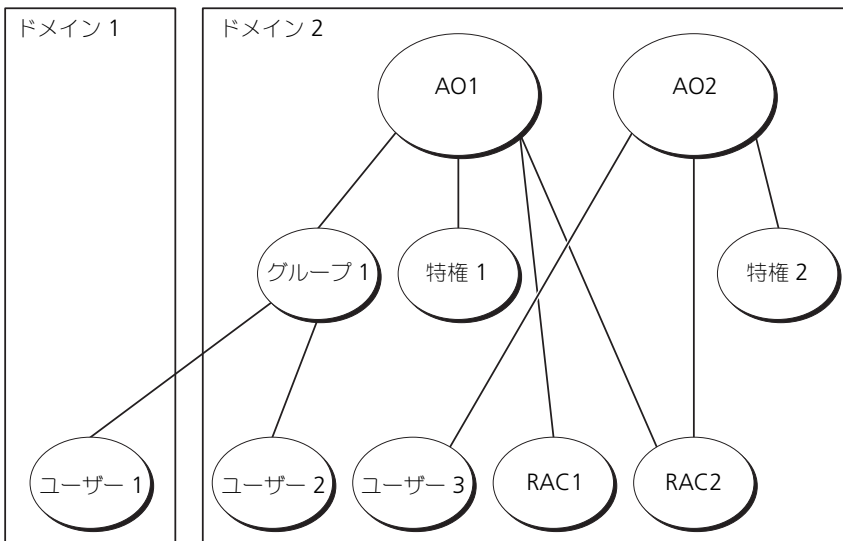 ドメイン 1
ドメイン 2
AO1
AO2
グループ 1
特権 1
特権 2
ユーザー 1
ユーザー 2
ユーザー 3
RAC1
RAC2